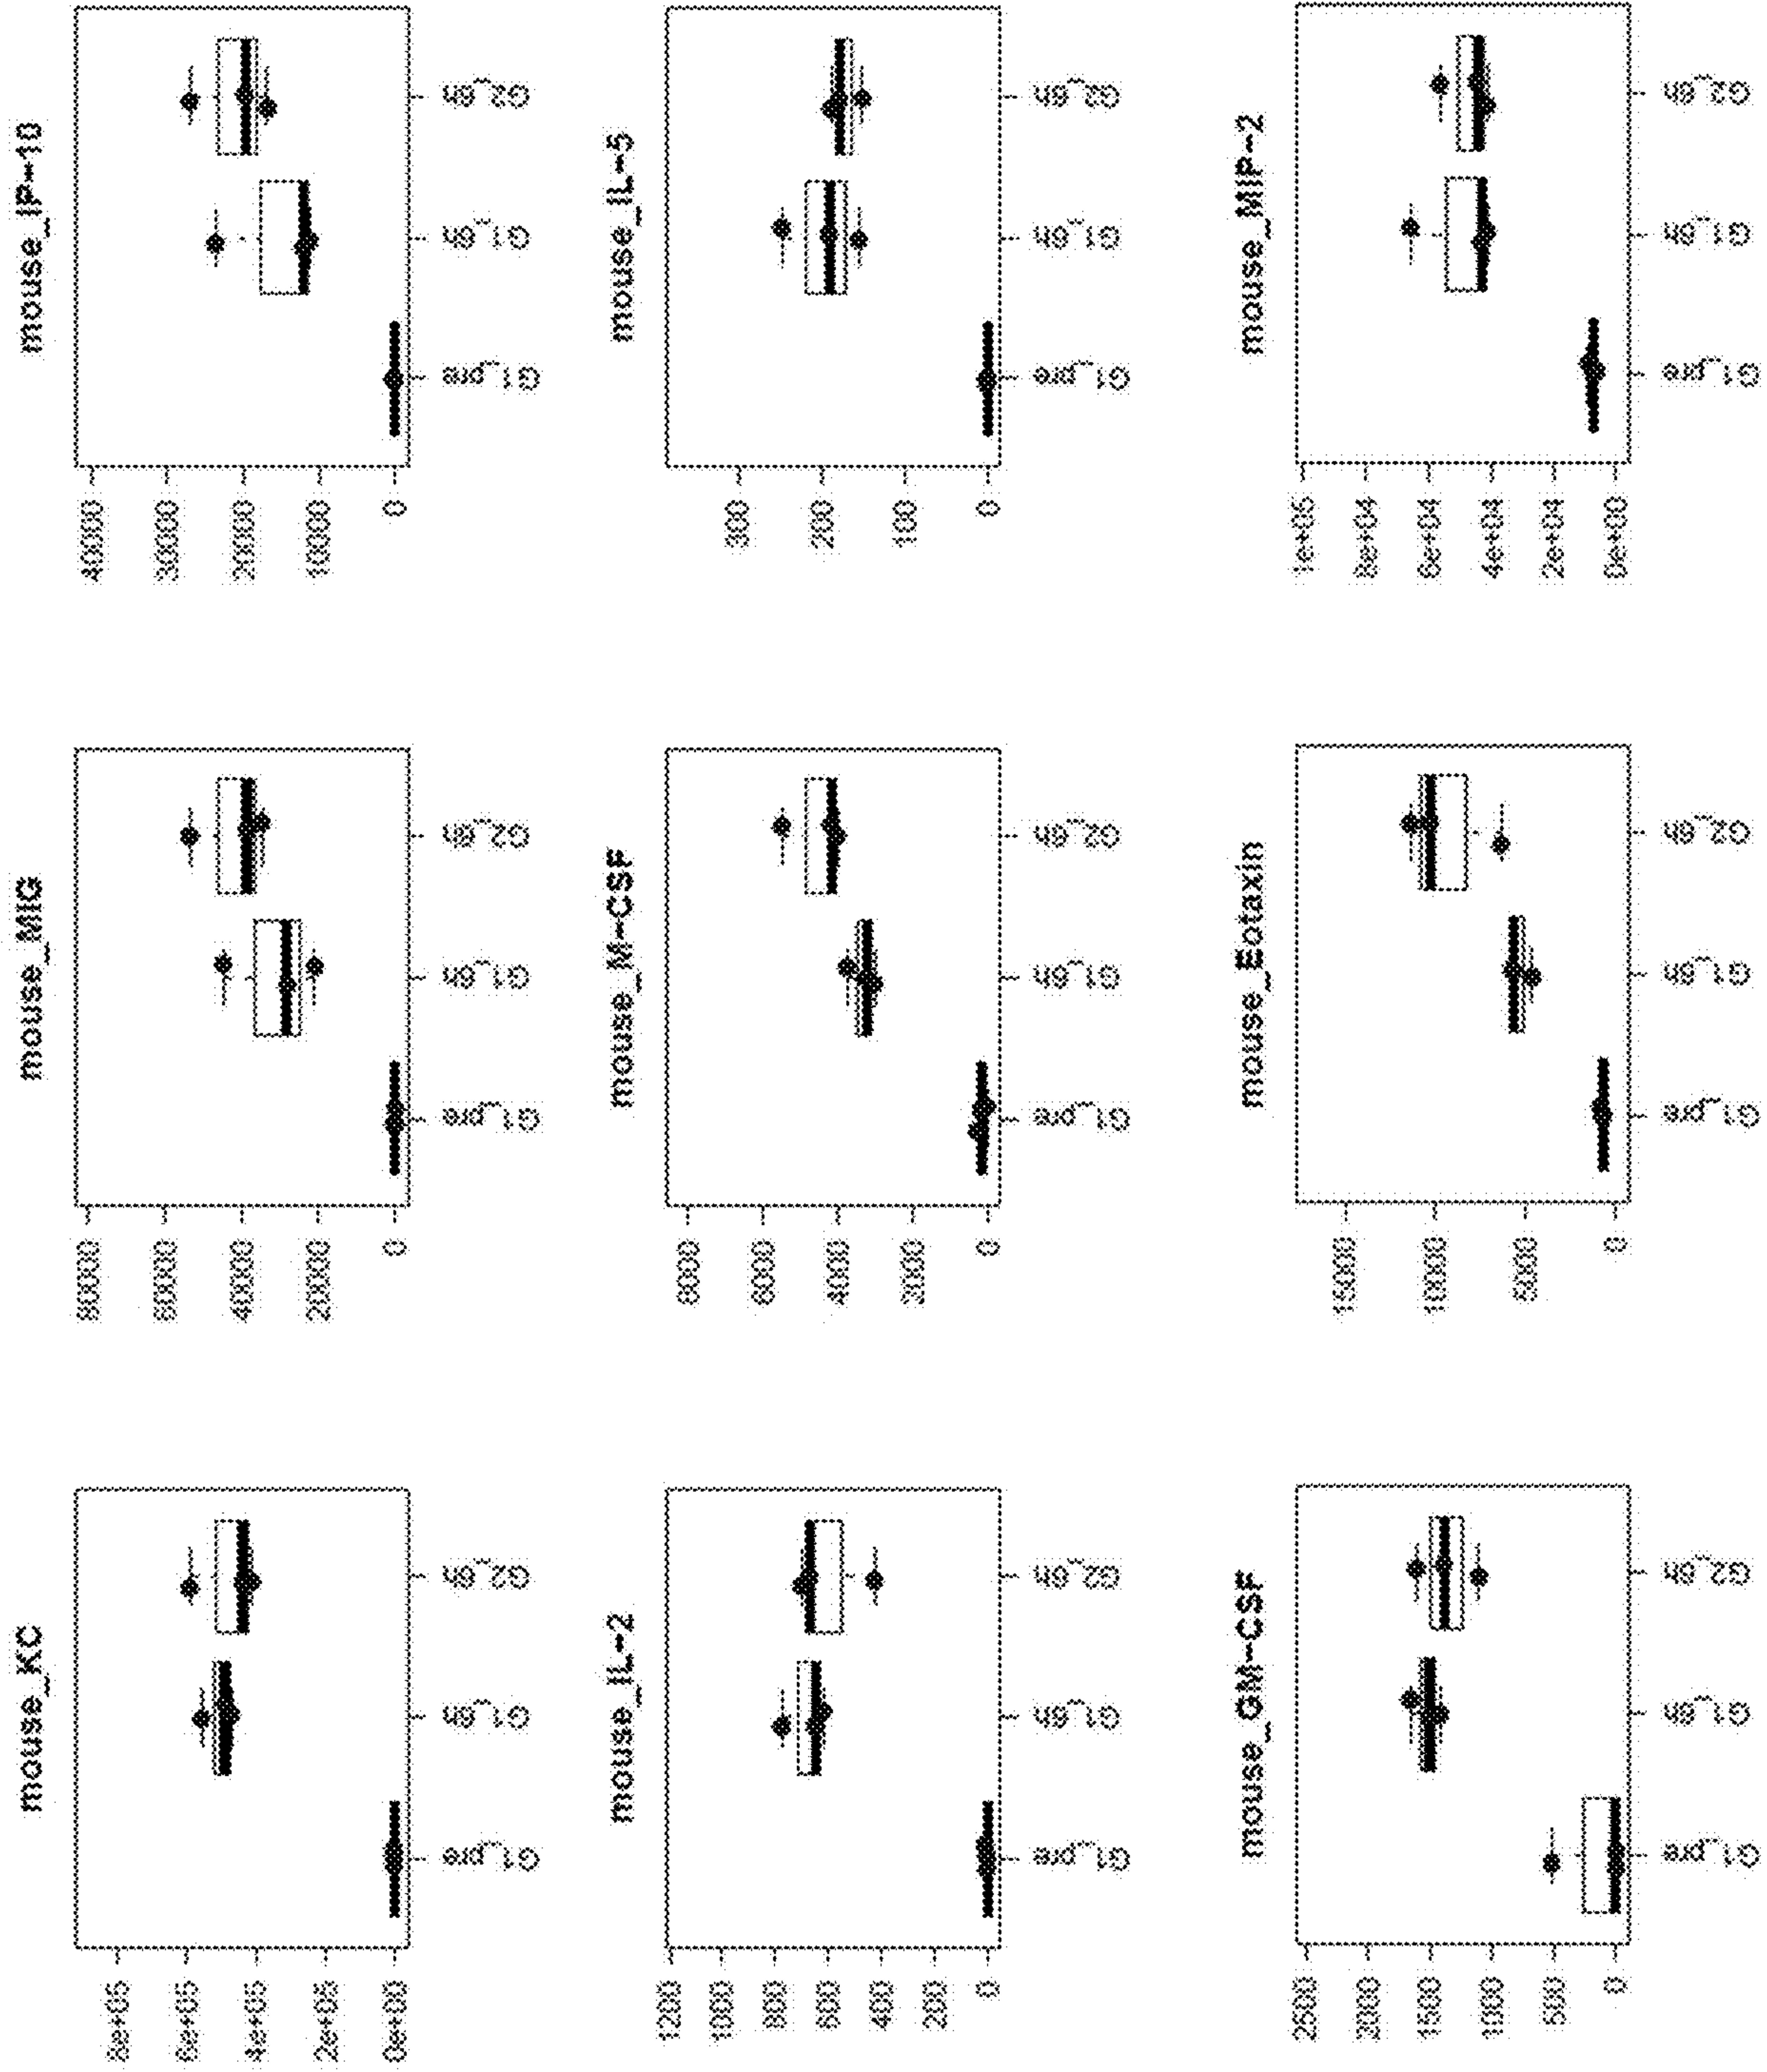 mouse_KC
8e+05
6e+05
4e+05
2e+05
0e+00
G1_pre
G1_6h
G2_6h
mouse_MIG
80000
60000
40000
20000
0
G1_pre
G1_6h
G2_6h
mouse_IP-10
40000
30000
20000
10000
0
G1_pre
G1_6h
G2_6h
mouse_IL-2
1200
1000
800
600
400
200
0
G1_pre
G1_6h
G2_6h
mouse_M-CSF
8000
6000
4000
2000
0
G1_pre
G1_6h
G2_6h
mouse_IL-5
300
200
100
0
G1_pre
G1_6h
G2_6h
mouse_GM-CSF
2500
2000
1500
1000
500
0
G1_pre
G1_6h
G2_6h
mouse_Eotaxin
15000
10000
5000
0
G1_pre
G1_6h
G2_6h
mouse_MIP-2
1e+05
8e+04
6e+04
4e+04
2e+04
0e+00
G1_pre
G1_6h
G2_6h